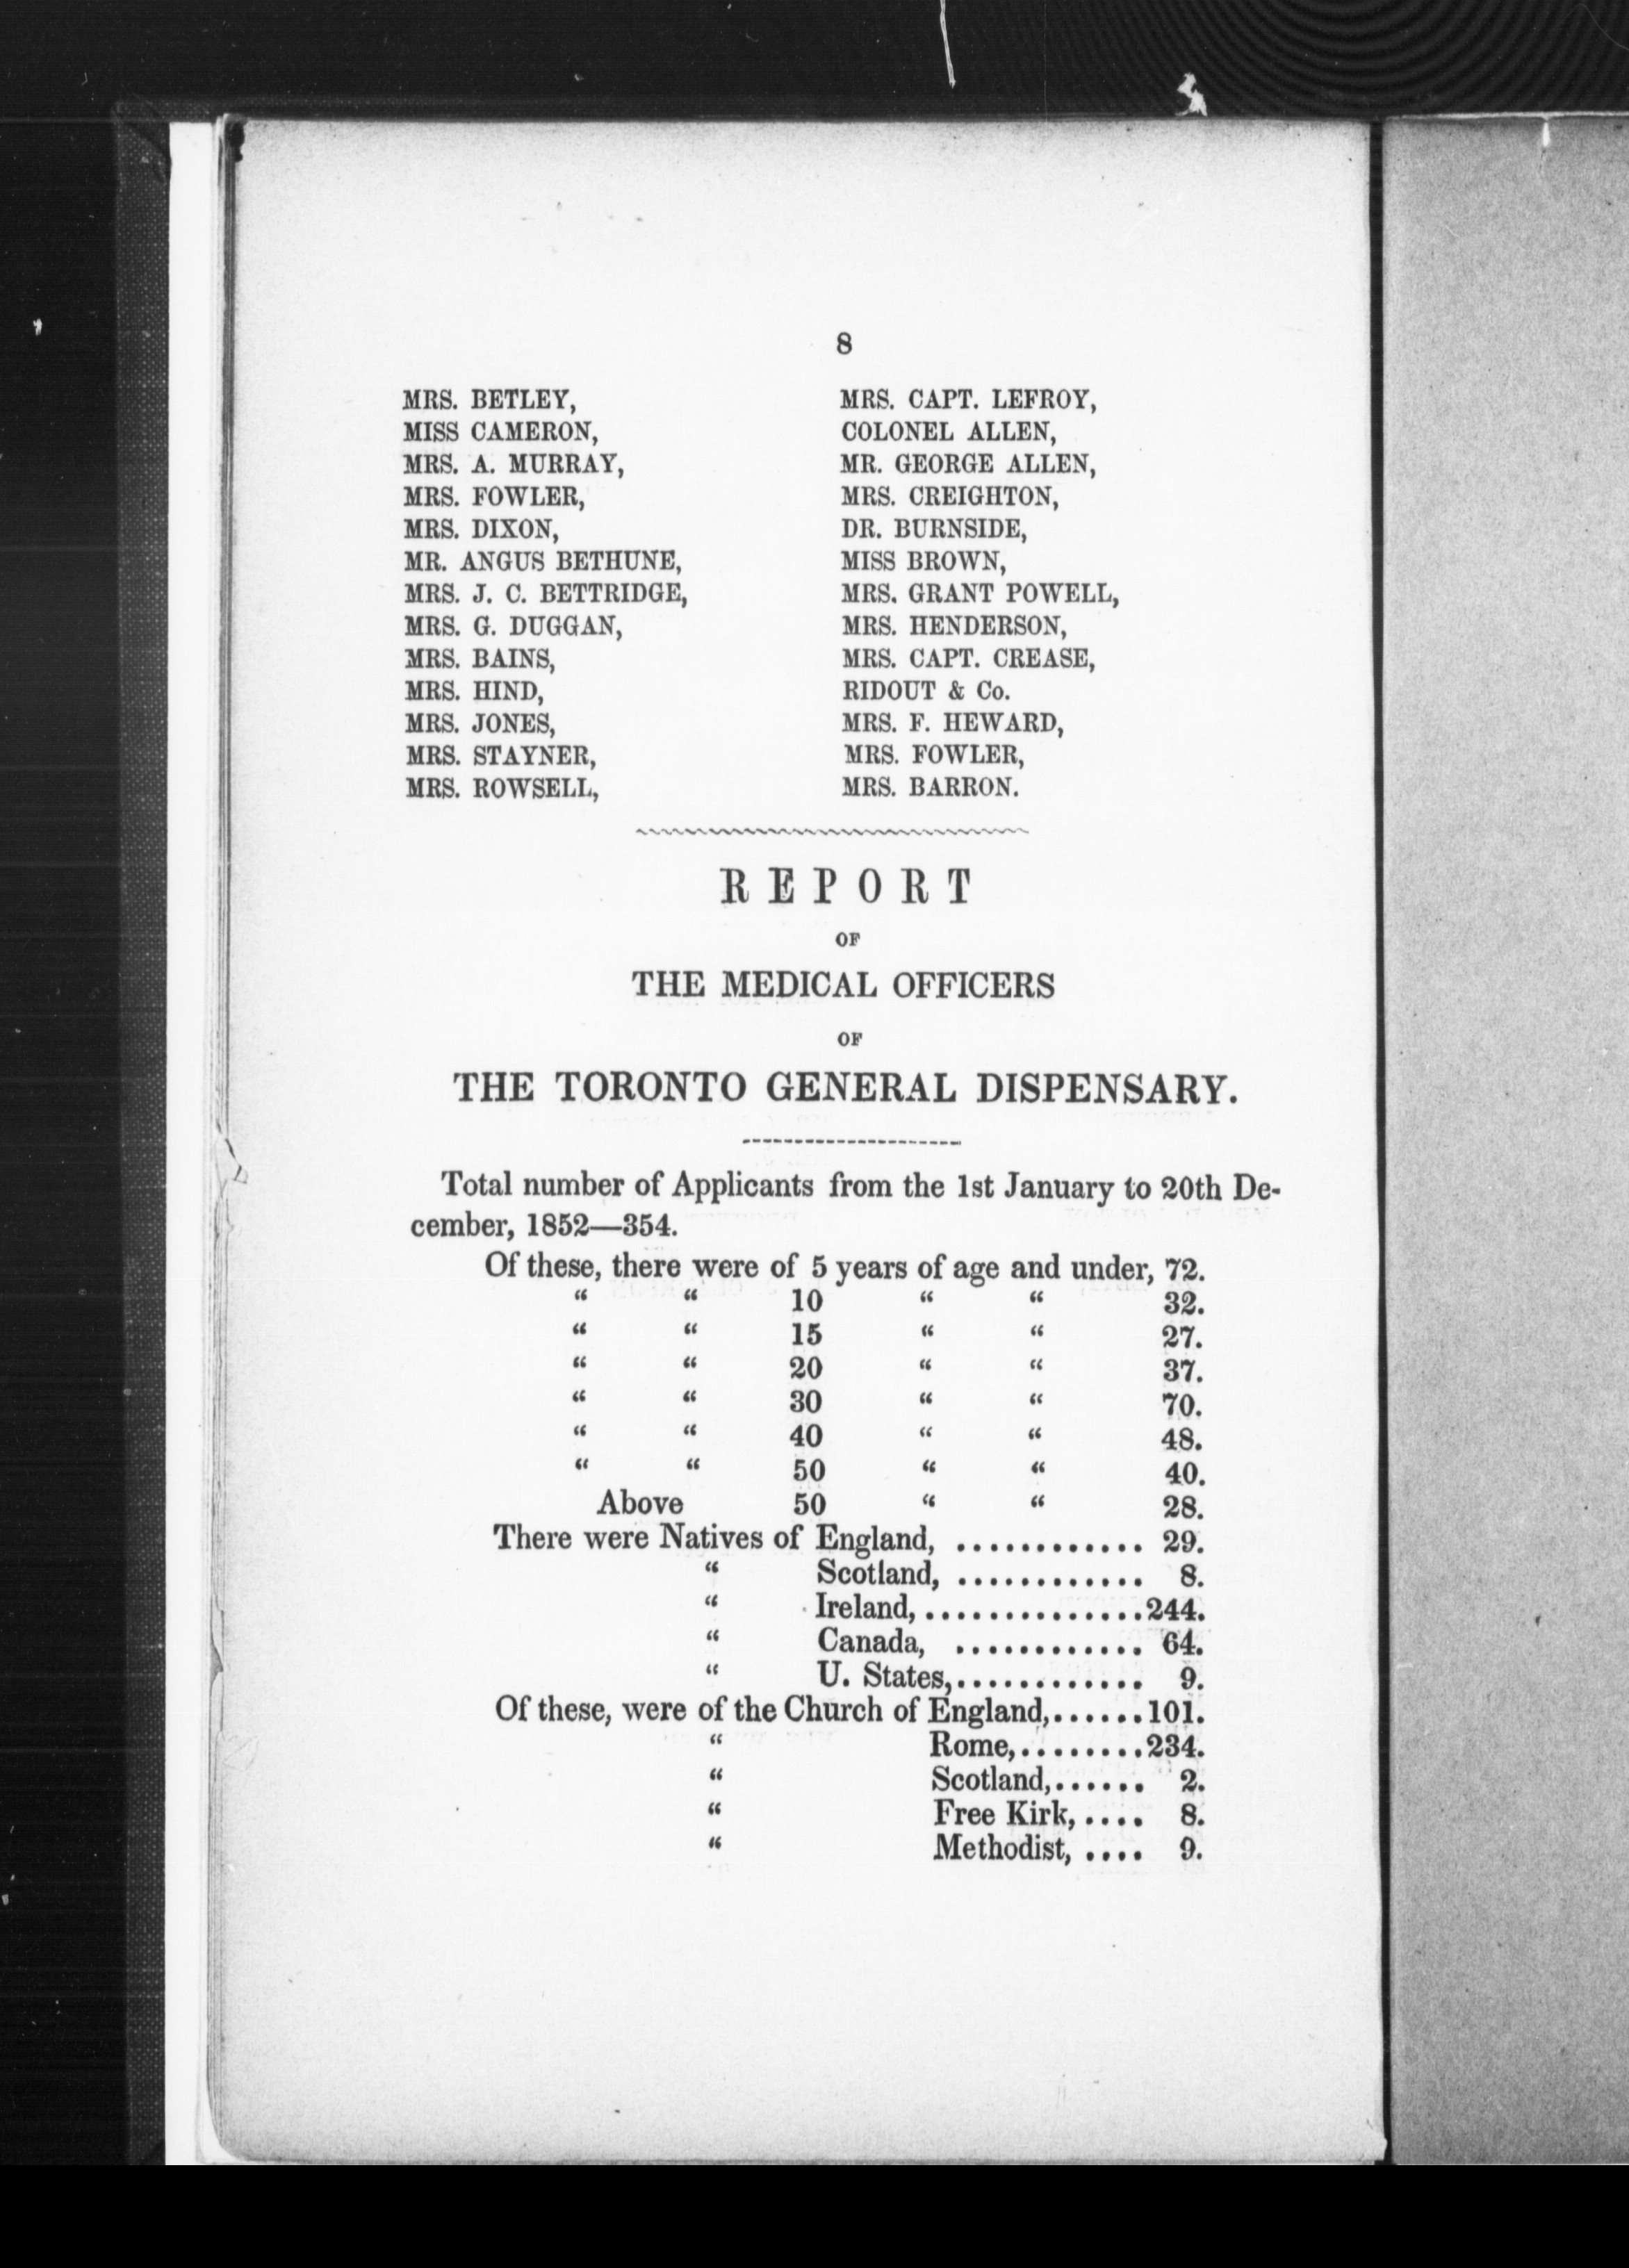 8
MRS. BETLEY,
MISS CAMERON,
MRS. A. MURRAY,
MRS. FOWLER,
MRS. DIXON,
MR. ANGUS BETHUNE,
MRS. J. C. BETTRIDGE,
MRS. G. DUGGAN,
MRS. BAINS,
MRS. HIND,
MRS. JONES,
MRS. STAYNER,
MRS. ROWSELL,
MRS. CAPT. LEFROY,
COLONEL ALLEN,
MR. GEORGE ALLEN,
MRS. CREIGHTON,
DR. BURNSIDE,
MISS BROWN,
MRS. GRANT POWELL,
MRS. HENDERSON,
MRS. CAPT. CREASE,
RIDOUT & Co.
MRS. F. HEWARD,
MRS. FOWLER,
MRS. BARRON.
REPORT
OF
THE MEDICAL OFFICERS
OF
THE TORONTO GENERAL DISPENSARY.
Total number of Applicants from the 1st January to 20th De-
cember, 1852—354.
Of these, there were of 5 years of age and under, 72.
“ “ 10 “ “ 32.
“ “ 15 “ “ 27.
“ “ 20 “ “ 37.
“ “ 30 “ “ 70.
“ “ 40 “ “ 48.
“ “ 50 “ “ 40.
Above 50 “ “ 28.
There were Natives of England, ............ 29.
“ Scotland, ............ 8.
“ Ireland, ..............244.
“ Canada, ............ 64.
“ U. States,............ 9.
Of these, were of the Church of England,......101.
“ Rome,........234.
“ Scotland,...... 2.
“ Free Kirk, .... 8.
“ Methodist, .... 9.